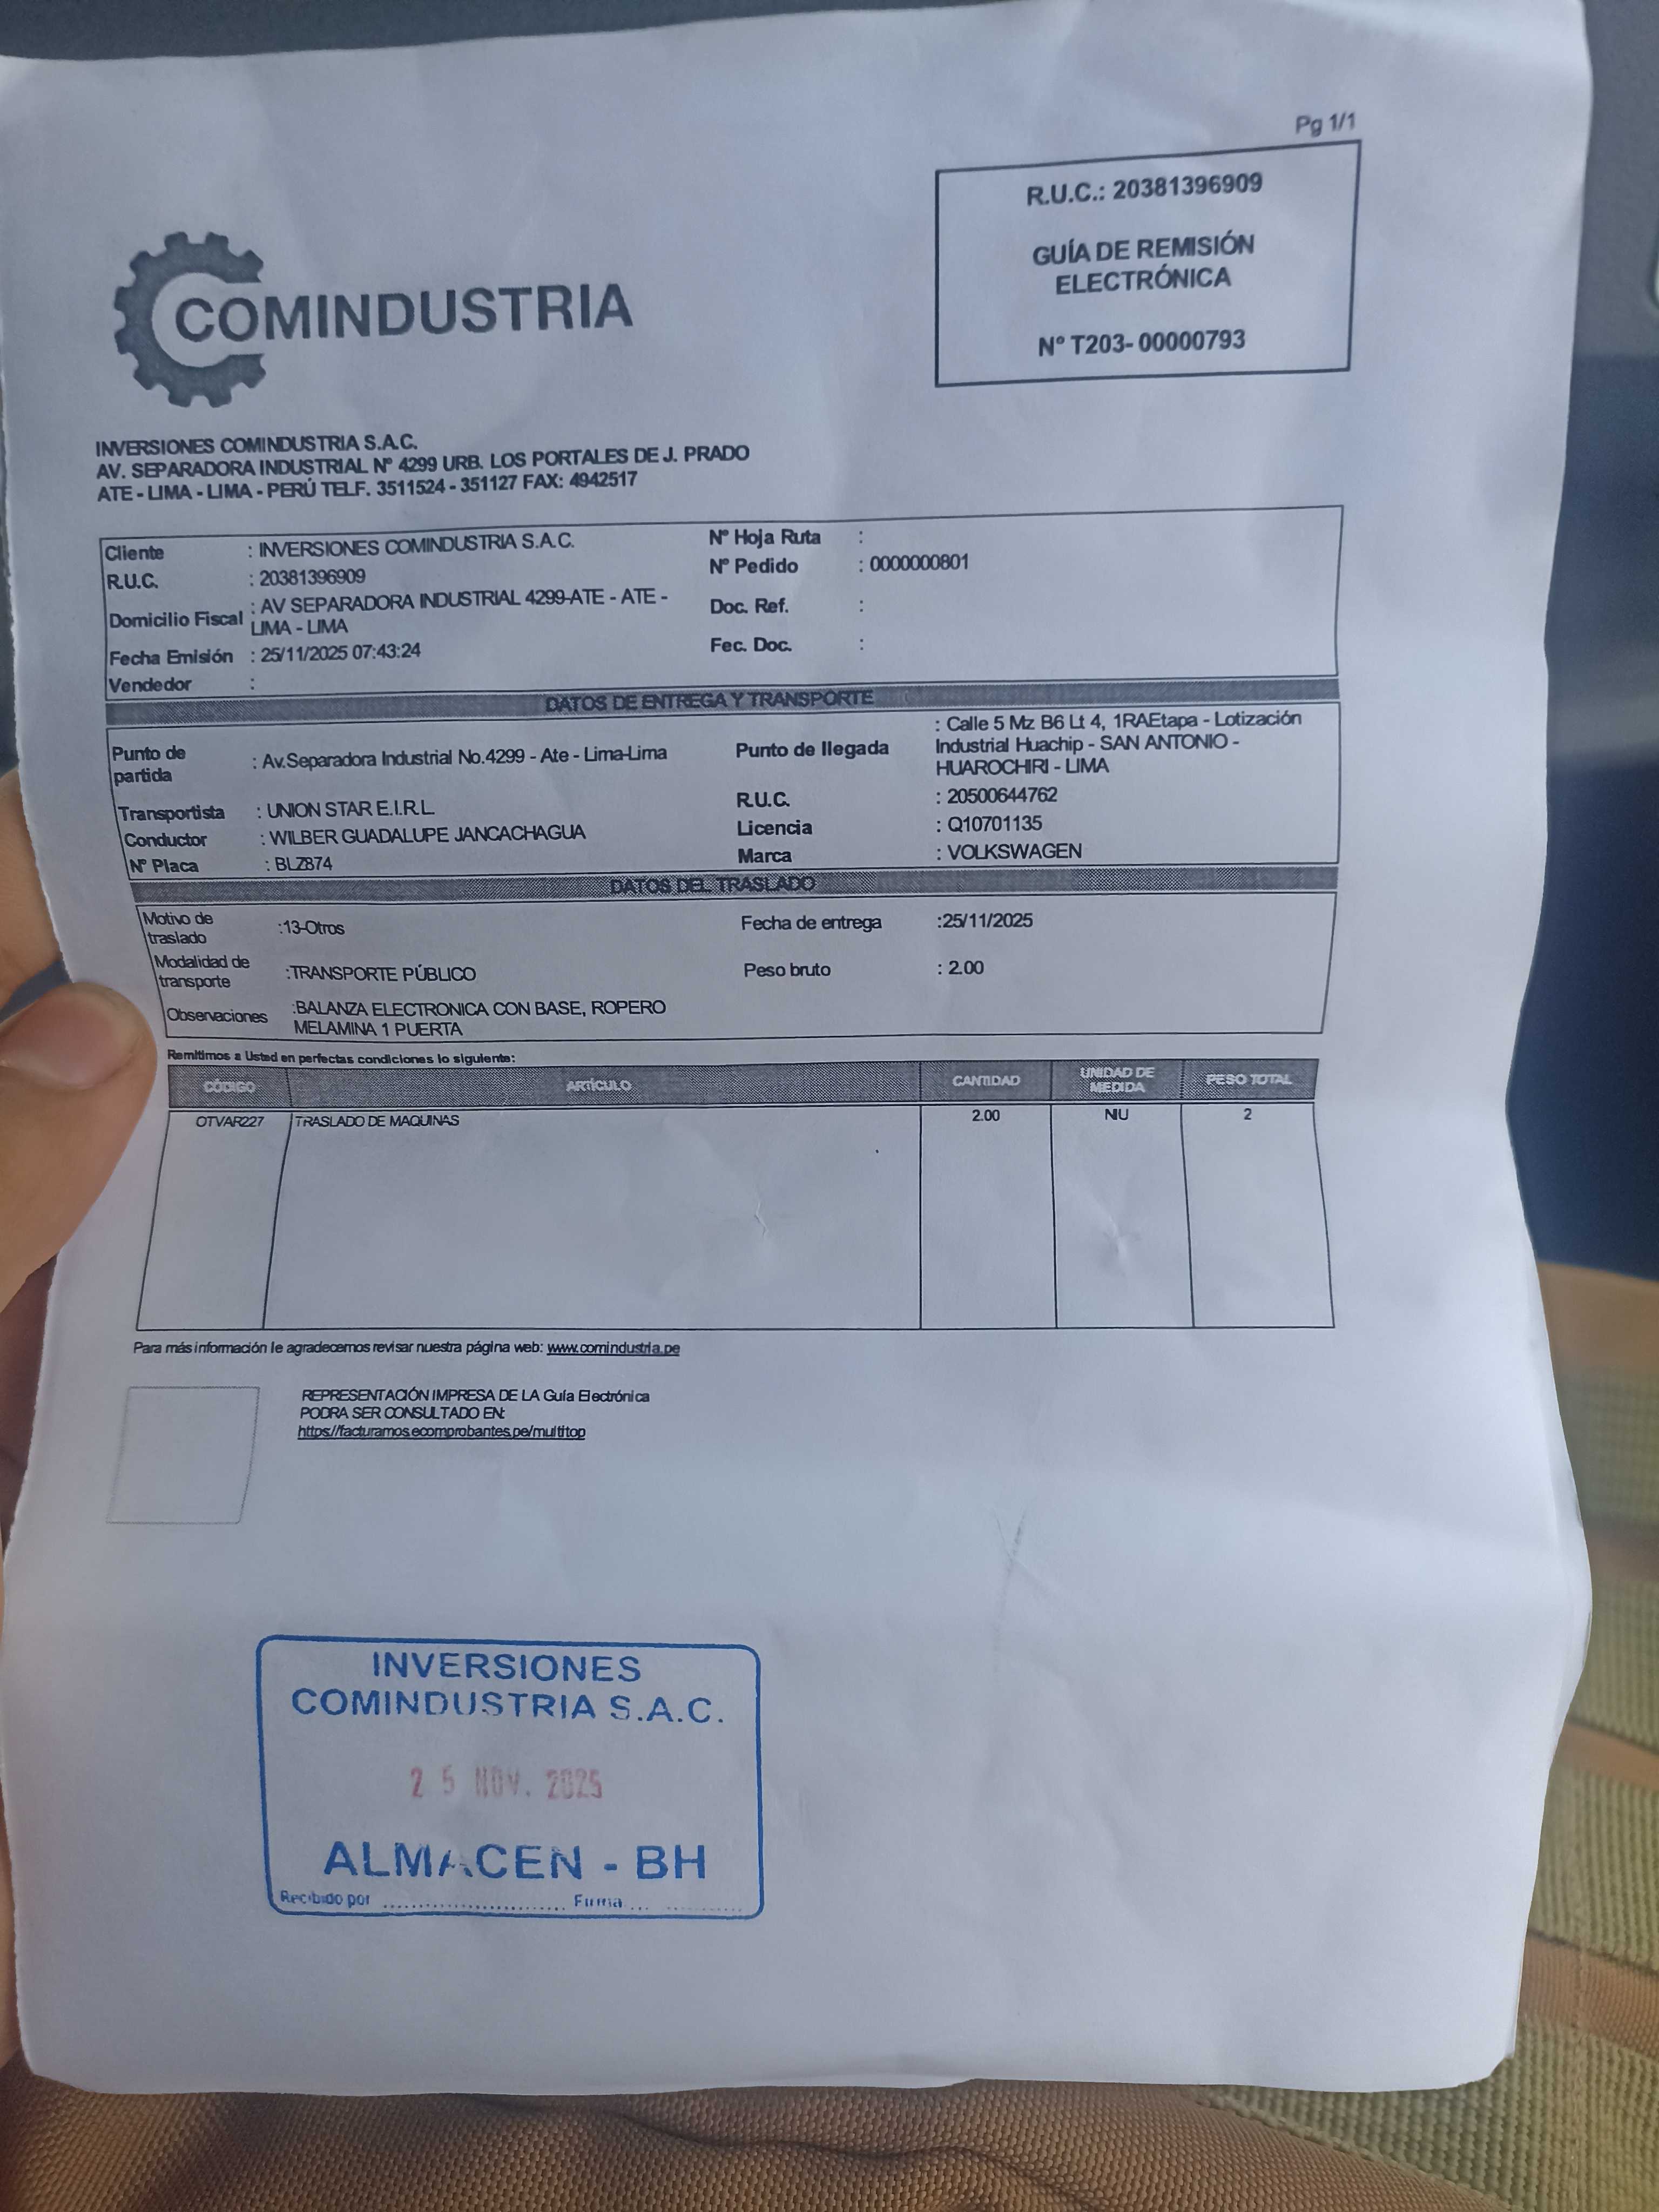 Pg 1/1
R.U.C.: 20381396909
GUÍA DE REMISIÓN
ELECTRÓNICA
Nº T203- 00000793
COMINDUSTRIA
INVERSIONES COMINDUSTRIA S.A.C.
AV. SEPARADORA INDUSTRIAL Nº 4299 URB. LOS PORTALES DE J. PRADO
ATE - LIMA - LIMA - PERÚ TELF. 3511524 - 351127 FAX: 4942517
Cliente : INVERSIONES COMINDUSTRIA S.A.C. Nº Hoja Ruta :
R.U.C. : 20381396909 Nº Pedido : 0000000801
Domicilio Fiscal : AV SEPARADORA INDUSTRIAL 4299-ATE - ATE - Doc. Ref. :
LIMA - LIMA
Fecha Emisión : 25/11/2025 07:43:24 Fec. Doc. :
Vendedor :
DATOS DE ENTREGA Y TRANSPORTE
Punto de partida : Av.Separadora Industrial No.4299 - Ate - Lima-Lima
Punto de llegada : Calle 5 Mz B6 Lt 4, 1RAEtapa - Lotización
Industrial Huachip - SAN ANTONIO -
HUAROCHIRI - LIMA
Transportista : UNION STAR E.I.R.L. R.U.C. : 20500644762
Conductor : WILBER GUADALUPE JANCACHAGUA Licencia : Q10701135
Nº Placa : BLZ874 Marca : VOLKSWAGEN
DATOS DEL TRASLADO
Motivo de traslado :13-Otros Fecha de entrega :25/11/2025
Modalidad de transporte :TRANSPORTE PÚBLICO Peso bruto : 2.00
Observaciones :BALANZA ELECTRONICA CON BASE, ROPERO
MELAMINA 1 PUERTA
Remitimos a Usted en perfectas condiciones lo siguiente:
CÓDIGO ARTÍCULO CANTIDAD UNIDAD DE MEDIDA PESO TOTAL
OTVAR227 TRASLADO DE MAQUINAS 2.00 NIU 2
Para más información le agradecemos revisar nuestra página web: www.comindustria.pe
REPRESENTACIÓN IMPRESA DE LA Guía Electrónica
PODRA SER CONSULTADO EN:
https://facturamos.ecomprobantes.pe/multitop
INVERSIONES
COMINDUSTRIA S.A.C.
25 NOV. 2025
ALMACEN - BH
Recibido por ........................... Firma .... ............